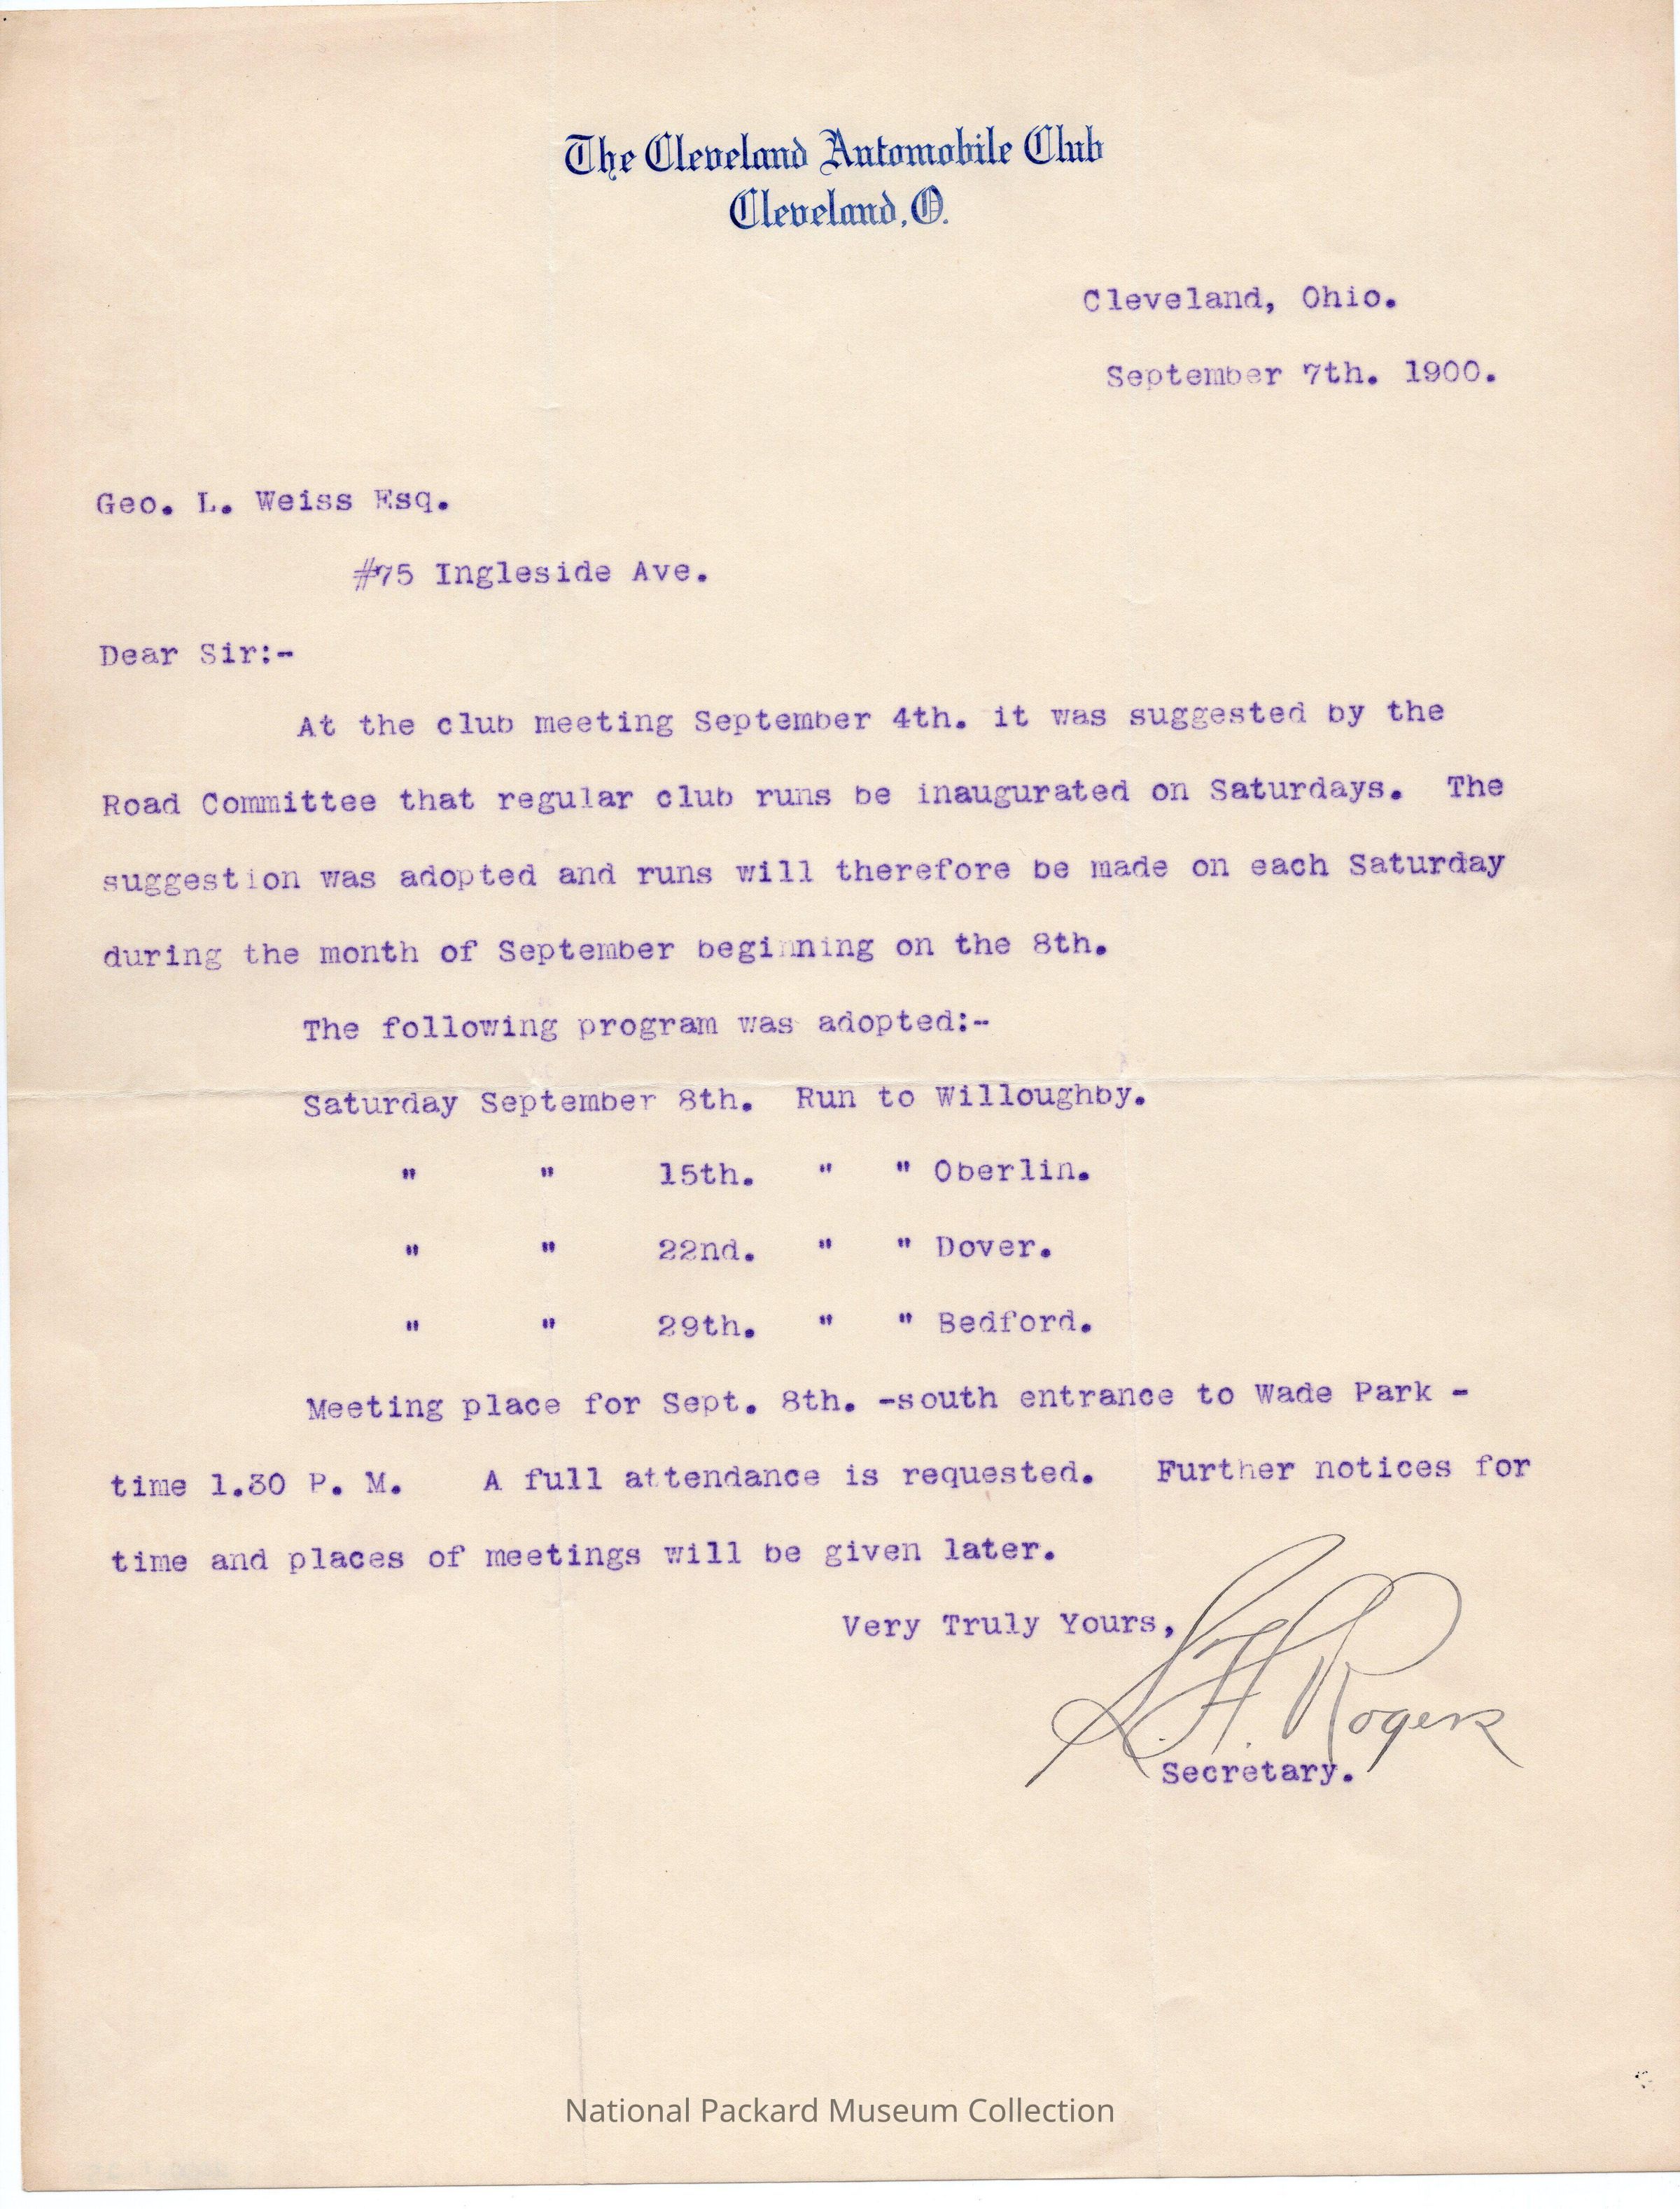 The Cleveland Automobile Club
Cleveland, O.
Cleveland, Ohio.
September 7th. 1900.
Geo. L. Weiss Esq.
#75 Ingleside Ave.
Dear Sir:-
At the club meeting September 4th. it was suggested by the
Road Committee that regular club runs be inaugurated on Saturdays. The
suggestion was adopted and runs will therefore be made on each Saturday
during the month of September beginning on the 8th.
The following program was adopted:-
Saturday September 8th. Run to Willoughby.
" " 15th. " " Oberlin.
" " 22nd. " " Dover.
" " 29th. " " Bedford.
Meeting place for Sept. 8th. -south entrance to Wade Park -
time 1.30 P. M. A full attendance is requested. Further notices for
time and places of meetings will be given later.
Very Truly Yours,
L. H. Rogers
Secretary.
National Packard Museum Collection